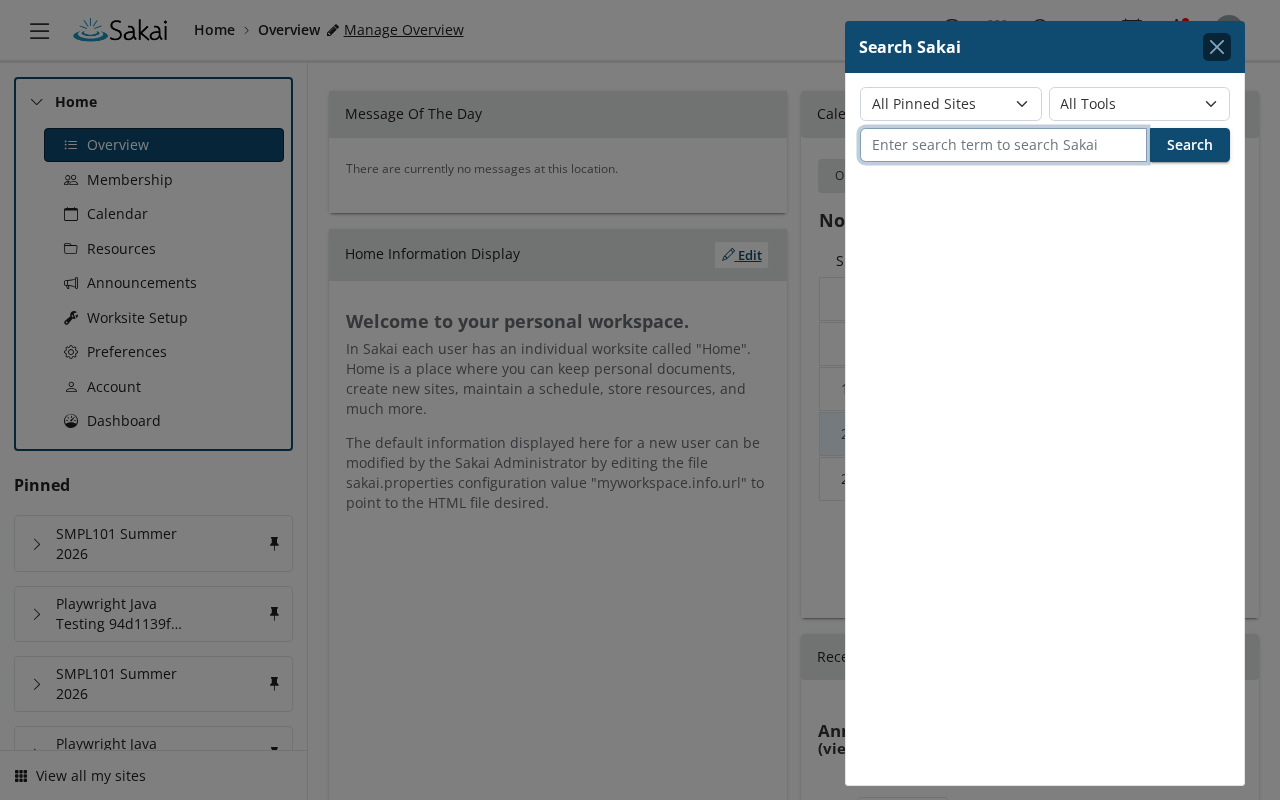 Sakai
Home
Overview
Manage Overview
Search Sakai
All Pinned Sites
All Tools
Enter search term to search Sakai
Search
Home
Overview
Membership
Calendar
Resources
Announcements
Worksite Setup
Preferences
Account
Dashboard
Pinned
SMPL101 Summer
2026
Playwright Java
Testing 94d1139f...
SMPL101 Summer
2026
Playwright Java
View all my sites
Message Of The Day
There are currently no messages at this location.
Home Information Display
Edit
Welcome to your personal workspace.
In Sakai each user has an individual worksite called "Home".
Home is a place where you can keep personal documents,
create new sites, maintain a schedule, store resources, and
much more.
The default information displayed here for a new user can be
modified by the Sakai Administrator by editing the file
sakai.properties configuration value "myworkspace.info.url" to
point to the HTML file desired.